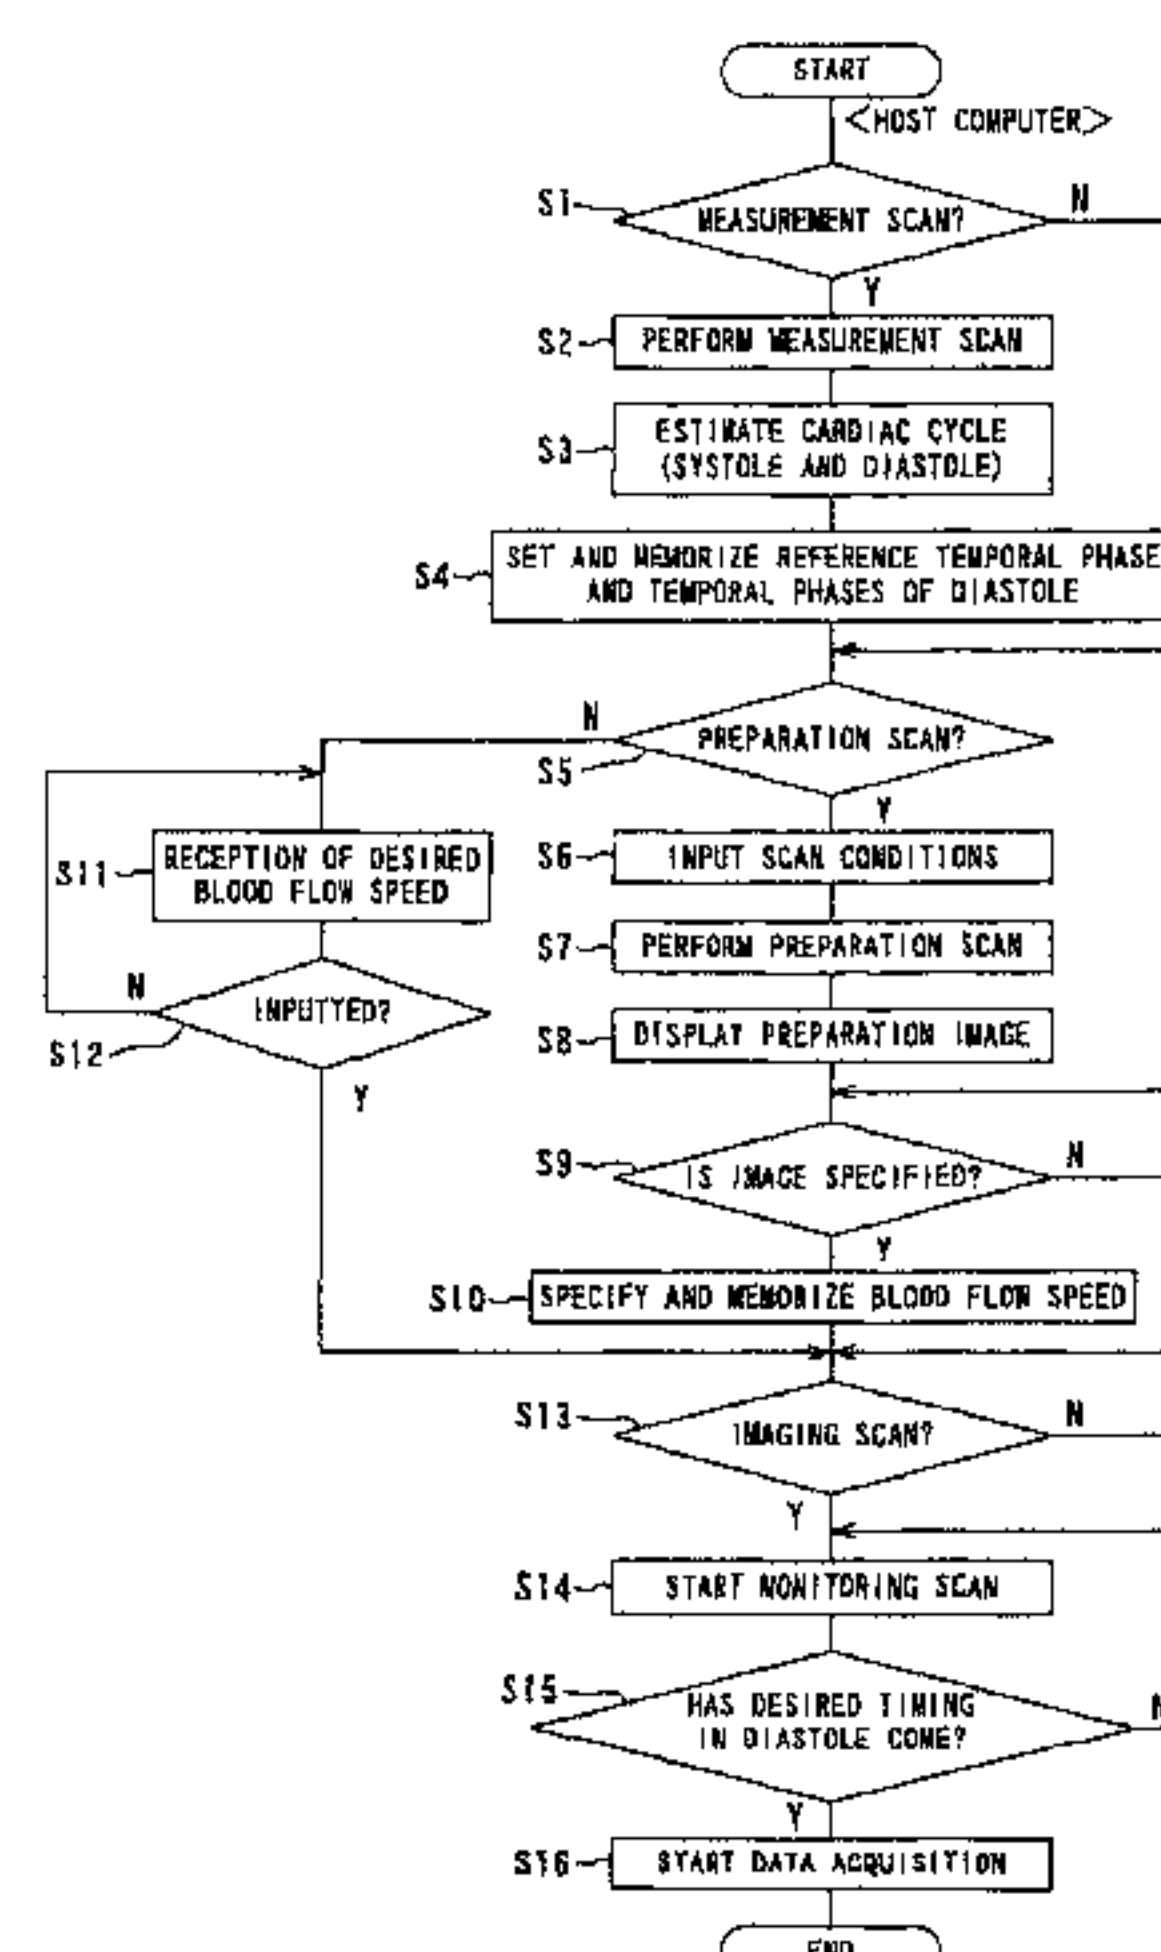 START
<HOST COMPUTER>
S1
MEASUREMENT SCAN?
N
Y
S2
PERFORM MEASUREMENT SCAN
S3
ESTIMATE CARDIAC CYCLE
(SYSTOLE AND DIASTOLE)
S4
SET AND MEMORIZE REFERENCE TEMPORAL PHASE
AND TEMPORAL PHASES OF DIASTOLE
N
PREPARATION SCAN?
S5
Y
S6
INPUT SCAN CONDITIONS
S11
RECEPTION OF DESIRED
BLOOD FLOW SPEED
S7
PERFORM PREPARATION SCAN
N
INPUTTED?
S12
Y
S8
DISPLAY PREPARATION IMAGE
S9
IS IMAGE SPECIFIED?
N
Y
S10
SPECIFY AND MEMORIZE BLOOD FLOW SPEED
S13
IMAGING SCAN?
N
Y
S14
START MONITORING SCAN
S15
HAS DESIRED TIMING
IN DIASTOLE COME?
N
Y
S16
START DATA ACQUISITION
END